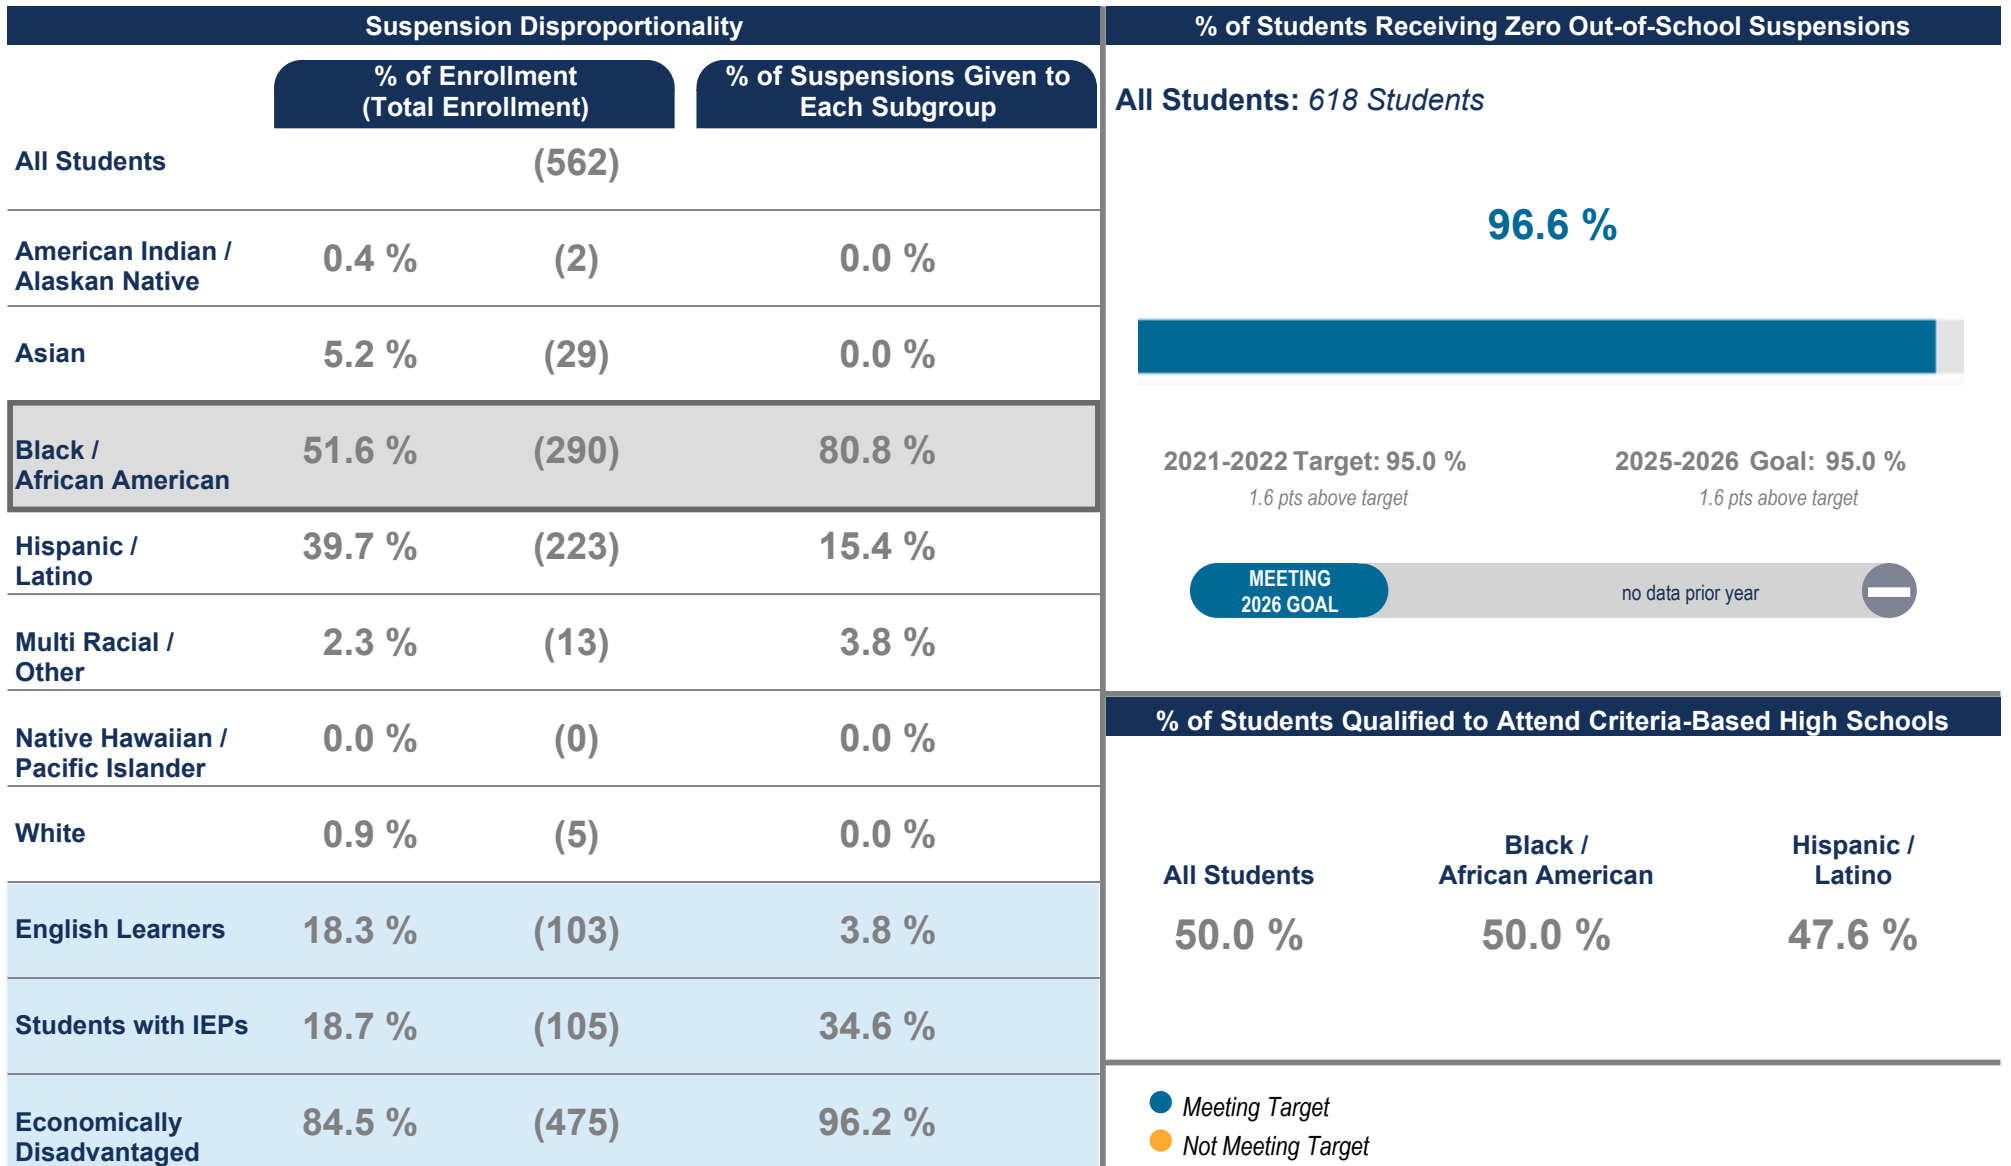 Suspension Disproportionality
% of Enrollment
(Total Enrollment)
% of Suspensions Given to
Each Subgroup
All Students
(562)
American Indian /
Alaskan Native
0.4 % (2) 0.0 %
Asian 5.2 % (29) 0.0 %
Black /
African American
51.6 % (290) 80.8 %
Hispanic /
Latino
39.7 % (223) 15.4 %
Multi Racial /
Other
2.3 % (13) 3.8 %
Native Hawaiian /
Pacific Islander
0.0 % (0) 0.0 %
White 0.9 % (5) 0.0 %
English Learners 18.3 % (103) 3.8 %
Students with IEPs 18.7 % (105) 34.6 %
Economically
Disadvantaged
84.5 % (475) 96.2 %
% of Students Receiving Zero Out-of-School Suspensions
All Students: 618 Students
96.6 %
2021-2022 Target: 95.0 %
1.6 pts above target
2025-2026 Goal: 95.0 %
1.6 pts above target
MEETING
2026 GOAL
no data prior year
% of Students Qualified to Attend Criteria-Based High Schools
All Students
50.0 %
Black /
African American
50.0 %
Hispanic /
Latino
47.6 %
Meeting Target
Not Meeting Target